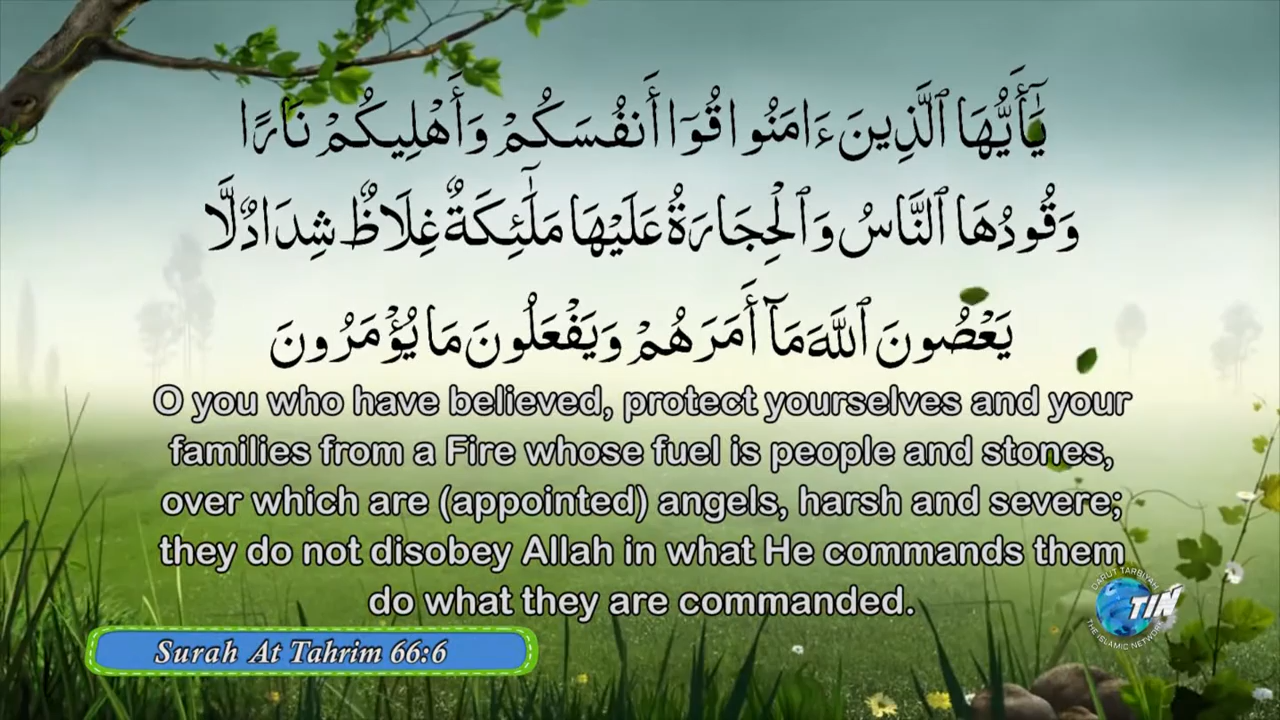 يَٰٓأَيُّهَا ٱلَّذِينَ ءَامَنُوا قُوٓا أَنفُسَكُمْ وَأَهْلِيكُمْ نَارًا
وَقُودُهَا ٱلنَّاسُ وَٱلْحِجَارَةُ عَلَيْهَا مَلَٰٓئِكَةٌ غِلَاظٌ شِدَادٌ لَّا
يَعْصُونَ ٱللَّهَ مَآ أَمَرَهُمْ وَيَفْعَلُونَ مَا يُؤْمَرُونَ
O you who have believed, protect yourselves and your
families from a Fire whose fuel is people and stones,
over which are (appointed) angels, harsh and severe;
they do not disobey Allah in what He commands them
do what they are commanded.
Surah At Tahrim 66:6
DARUT TARBIYAH
TIN
THE ISLAMIC NETWORK